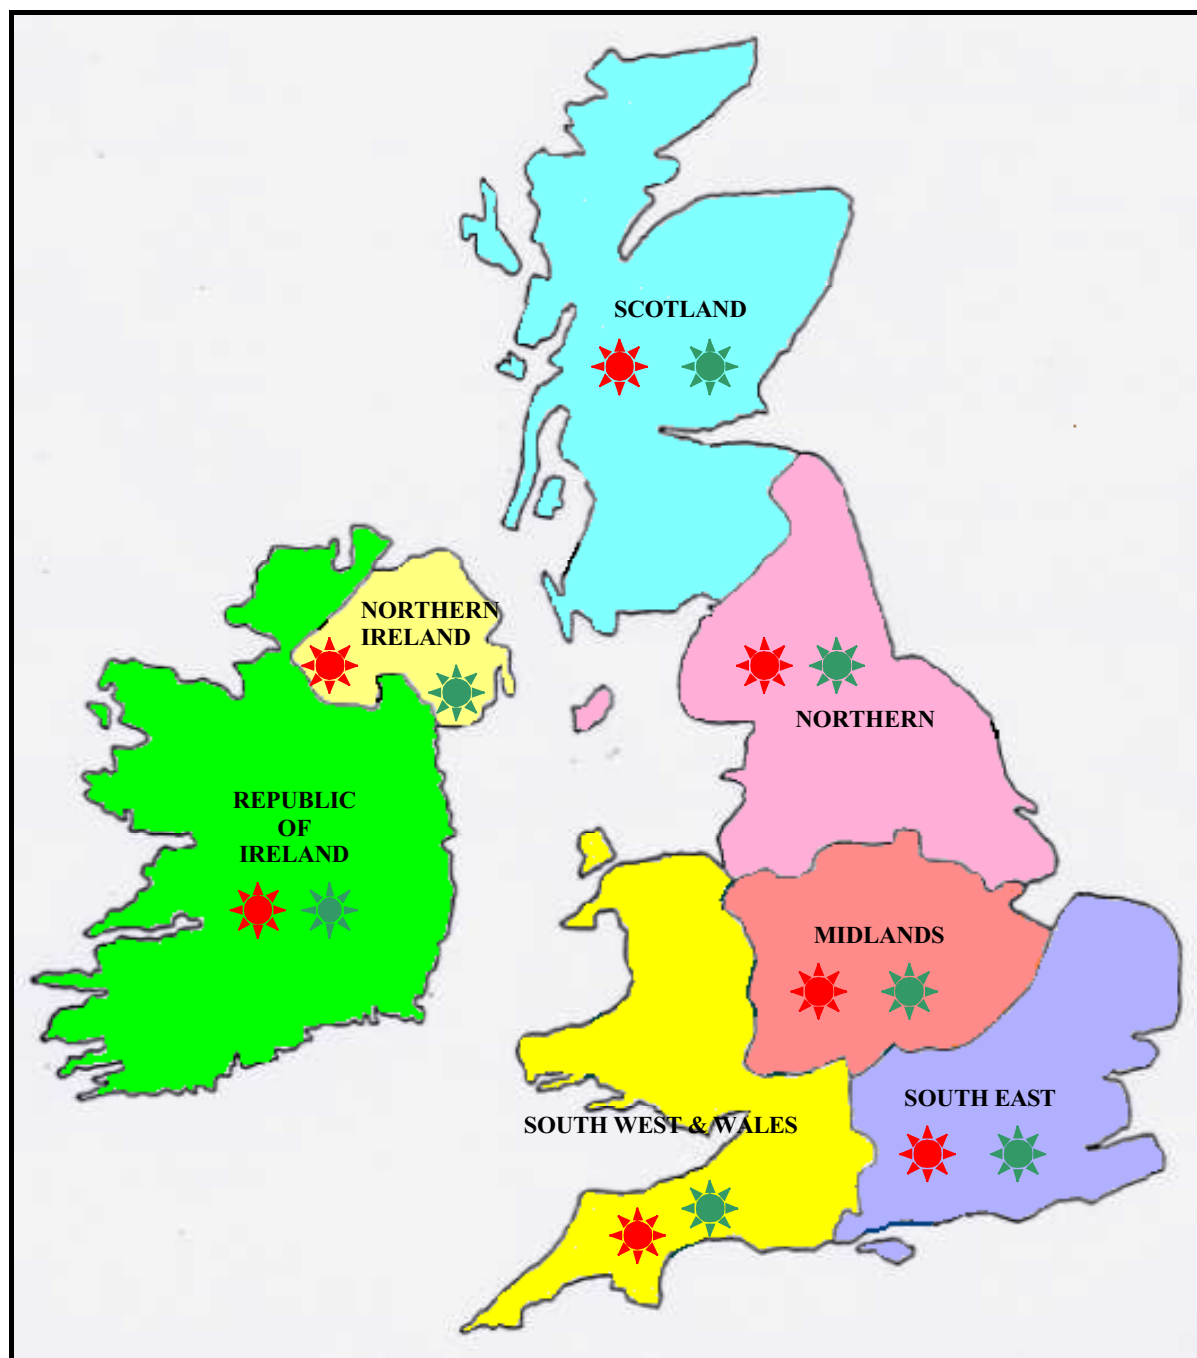 SCOTLAND
NORTHERN
IRELAND
NORTHERN
REPUBLIC
OF
IRELAND
MIDLANDS
SOUTH EAST
SOUTH WEST & WALES